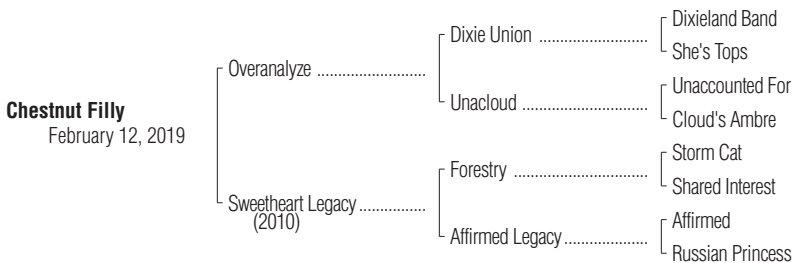 Dixieland Band
Dixie Union ..........................
She's Tops
Overanalyze ..........................
Unaccounted For
Unacloud ..............................
Cloud's Ambre
Chestnut Filly
February 12, 2019
Storm Cat
Forestry ................................
Shared Interest
Sweetheart Legacy ................
(2010)
Affirmed
Affirmed Legacy ....................
Russian Princess